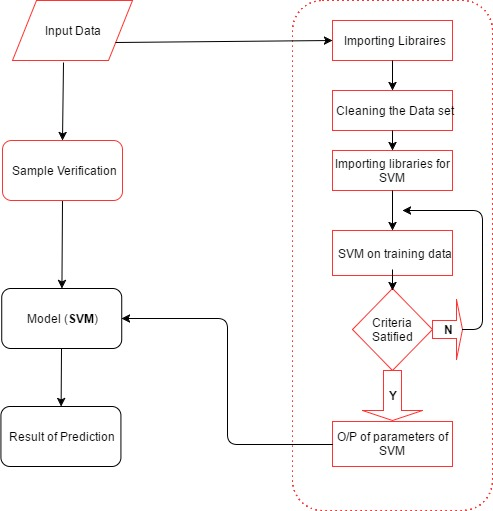 Input Data
Importing Libraires
Cleaning the Data set
Sample Verification
Importing libraries for
SVM
SVM on training data
Model (SVM)
Criteria
Satified
N
Y
Result of Prediction
O/P of parameters of
SVM